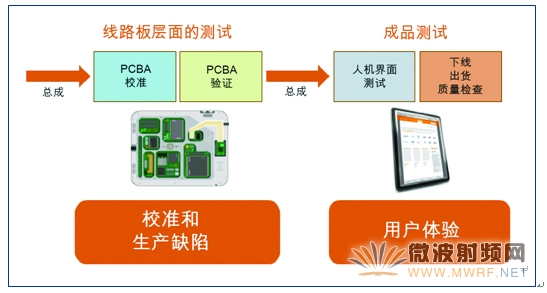 线路板层面的测试
成品测试
总成
PCBA
校准
PCBA
验证
总成
人机界面
测试
下线
出货
质量检查
校准和
生产缺陷
用户体验
微波射频网
WWW.MWRF.NET